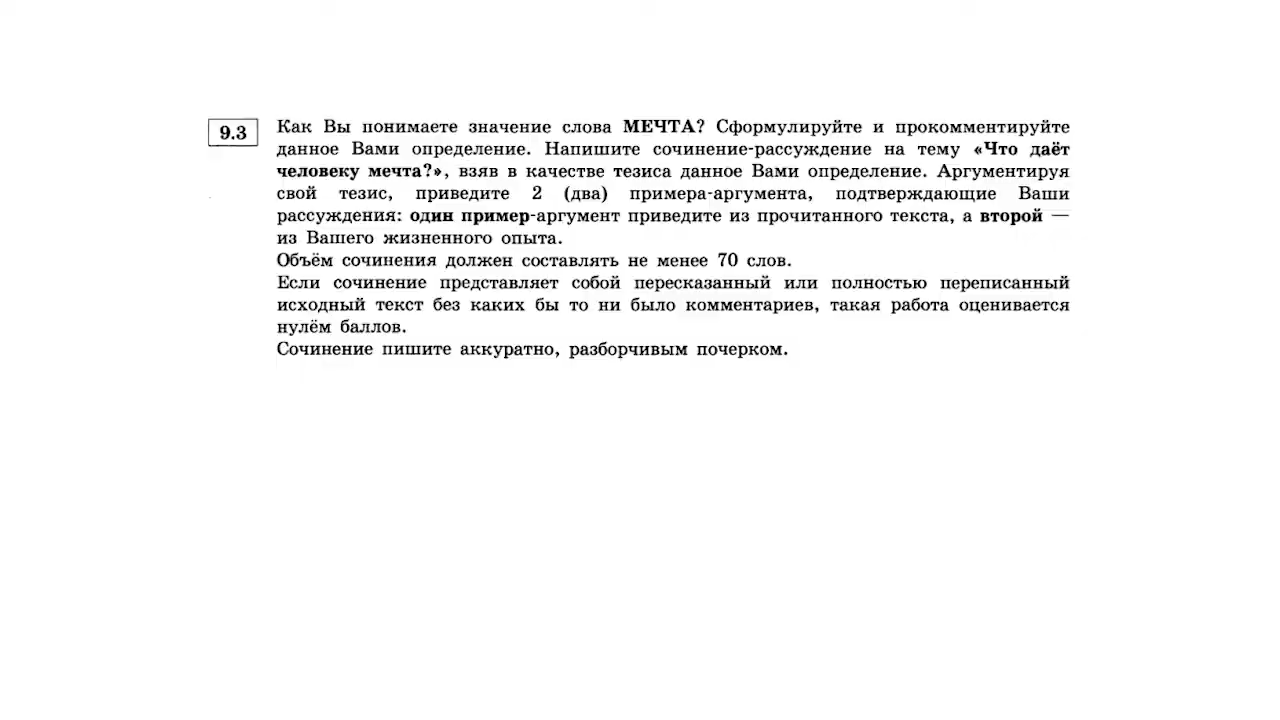 9.3 Как Вы понимаете значение слова МЕЧТА? Сформулируйте и прокомментируйте
данное Вами определение. Напишите сочинение-рассуждение на тему «Что даёт
человеку мечта?», взяв в качестве тезиса данное Вами определение. Аргументируя
свой тезис, приведите 2 (два) примера-аргумента, подтверждающие Ваши
рассуждения: один пример-аргумент приведите из прочитанного текста, а второй —
из Вашего жизненного опыта.
Объём сочинения должен составлять не менее 70 слов.
Если сочинение представляет собой пересказанный или полностью переписанный
исходный текст без каких бы то ни было комментариев, такая работа оценивается
нулём баллов.
Сочинение пишите аккуратно, разборчивым почерком.